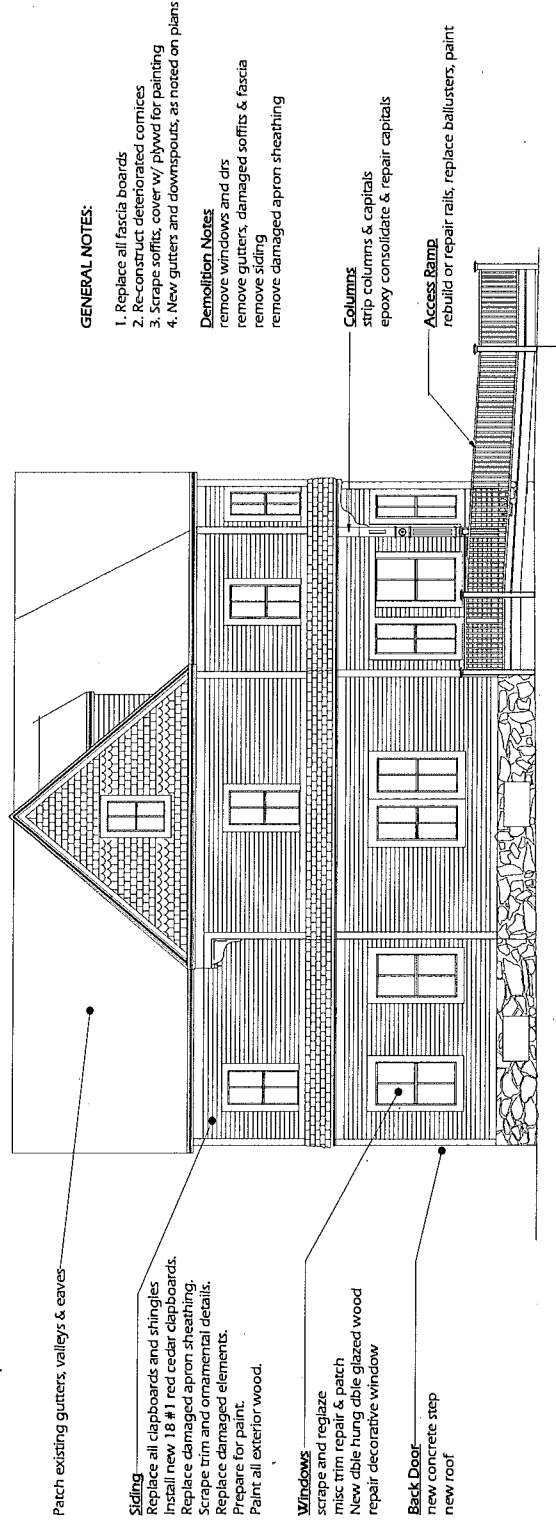 Patch existing gutters, valleys & eaves
Siding
Replace all clapboards and shingles
Install new 18 #1 red cedar clapboards.
Replace damaged apron sheathing.
Scrape trim and ornamental details.
Replace damaged elements.
Prepare for paint.
Paint all exterior wood.
Windows
scrape and reglaze
misc trim repair & patch
New dble hung dble glazed wood
repair decorative window
Back Door
new concrete step
new roof
GENERAL NOTES:
1. Replace all fascia boards
2. Re-construct deteriorated cornices
3. Scrape soffits, cover w/ plywd for painting
4. New gutters and downspouts, as noted on plans
Demolition Notes
remove windows and drs
remove gutters, damaged soffits & fascia
remove siding
remove damaged apron sheathing
Columns
strip columns & capitals
epoxy consolidate & repair capitals
Access Ramp
rebuild or repair rails, replace ballusters, paint